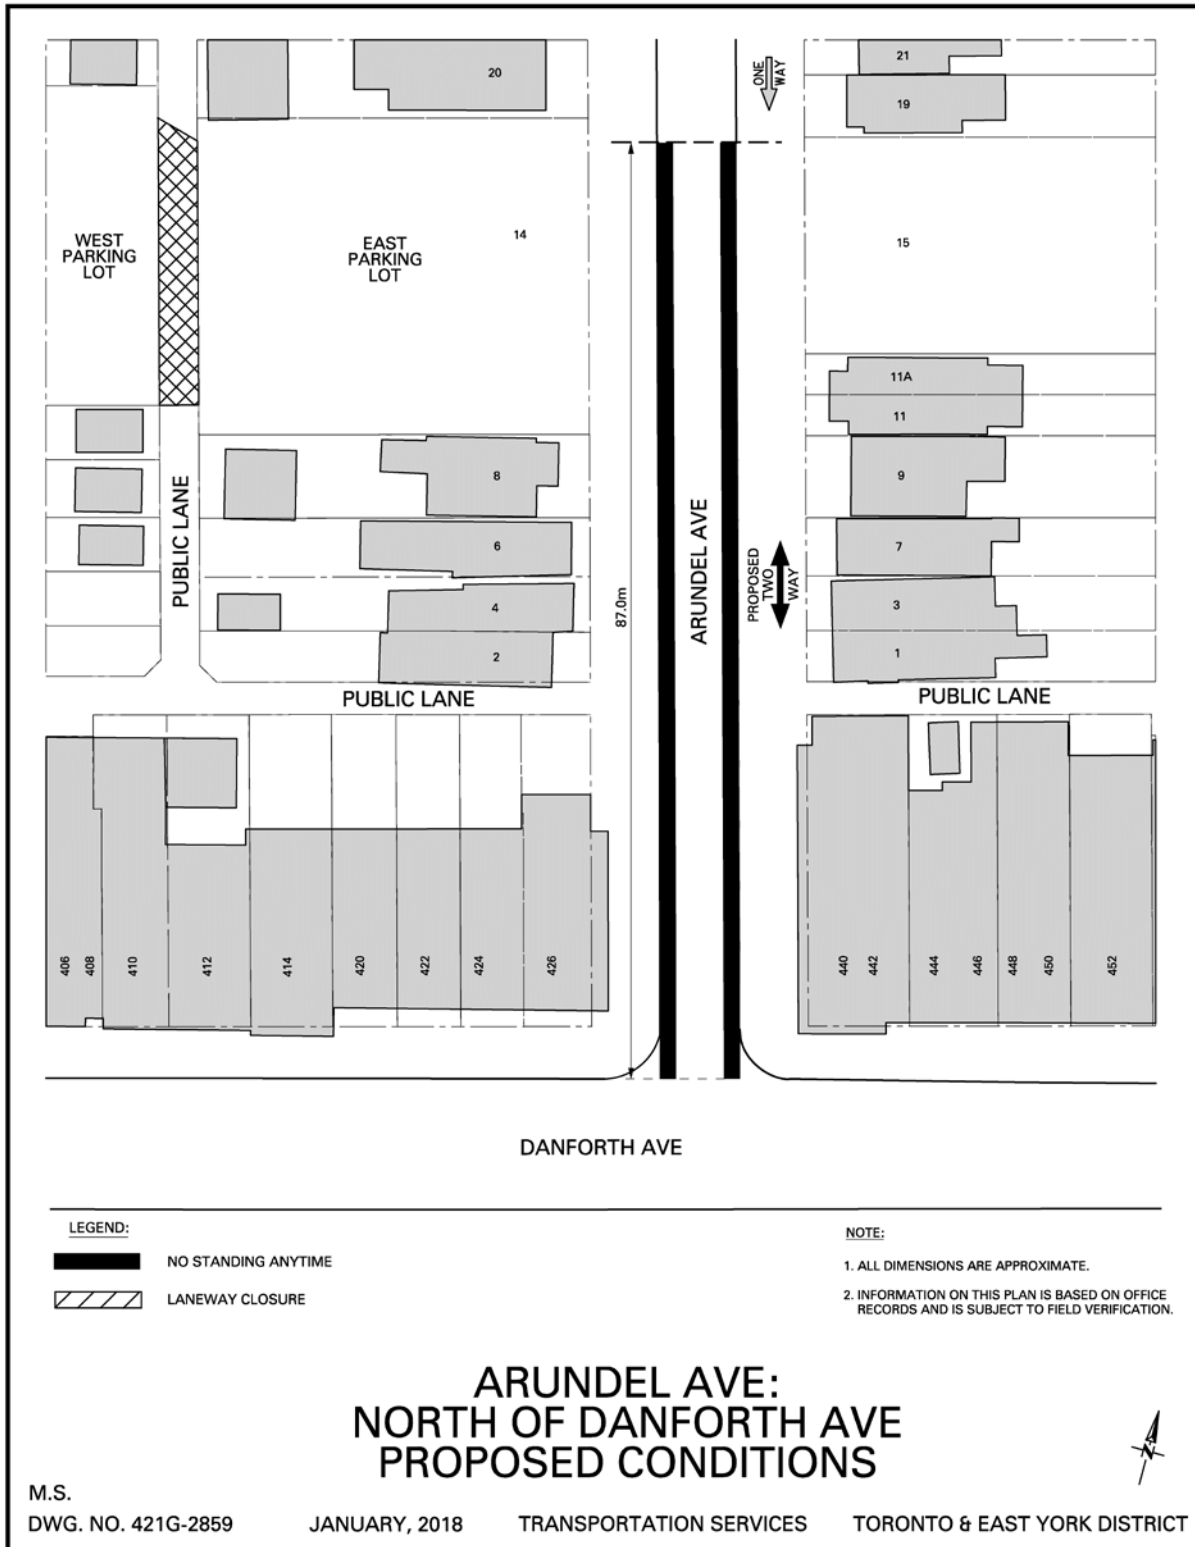 20
21
19
ONE
WAY
WEST
PARKING
LOT
EAST
PARKING
LOT
14
15
11A
11
8
9
6
7
4
3
2
1
PUBLIC LANE
87.0m
ARUNDEL AVE
PROPOSED
TWO
WAY
PUBLIC LANE
PUBLIC LANE
406
408
410
412
414
420
422
424
426
440
442
444
446
448
450
452
DANFORTH AVE
LEGEND:
NO STANDING ANYTIME
LANEWAY CLOSURE
NOTE:
1. ALL DIMENSIONS ARE APPROXIMATE.
2. INFORMATION ON THIS PLAN IS BASED ON OFFICE
RECORDS AND IS SUBJECT TO FIELD VERIFICATION.
ARUNDEL AVE:
NORTH OF DANFORTH AVE
PROPOSED CONDITIONS
N
M.S.
DWG. NO. 421G-2859
JANUARY, 2018
TRANSPORTATION SERVICES
TORONTO & EAST YORK DISTRICT